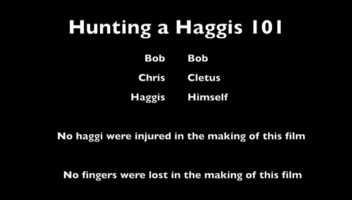 Hunting a Haggis 101
Bob Bob
Chris Cletus
Haggis Himself
No haggi were injured in the making of this film
No fingers were lost in the making of this film